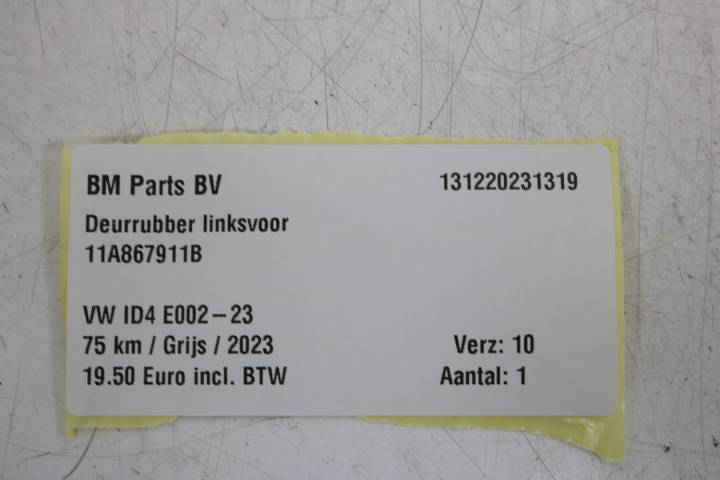 BM Parts BV 131220231319
Deurrubber linksvoor
11A867911B
VW ID4 E002-23
75 km / Grijs / 2023 Verz: 10
19.50 Euro incl. BTW Aantal: 1